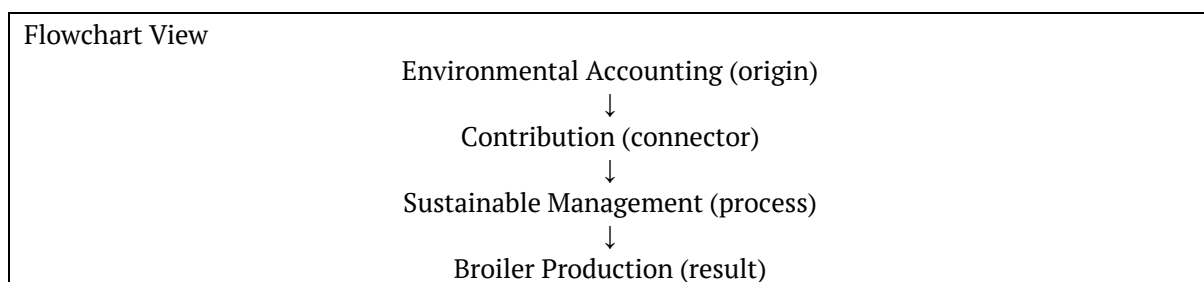 Flowchart View
Environmental Accounting (origin)
↓
Contribution (connector)
↓
Sustainable Management (process)
↓
Broiler Production (result)